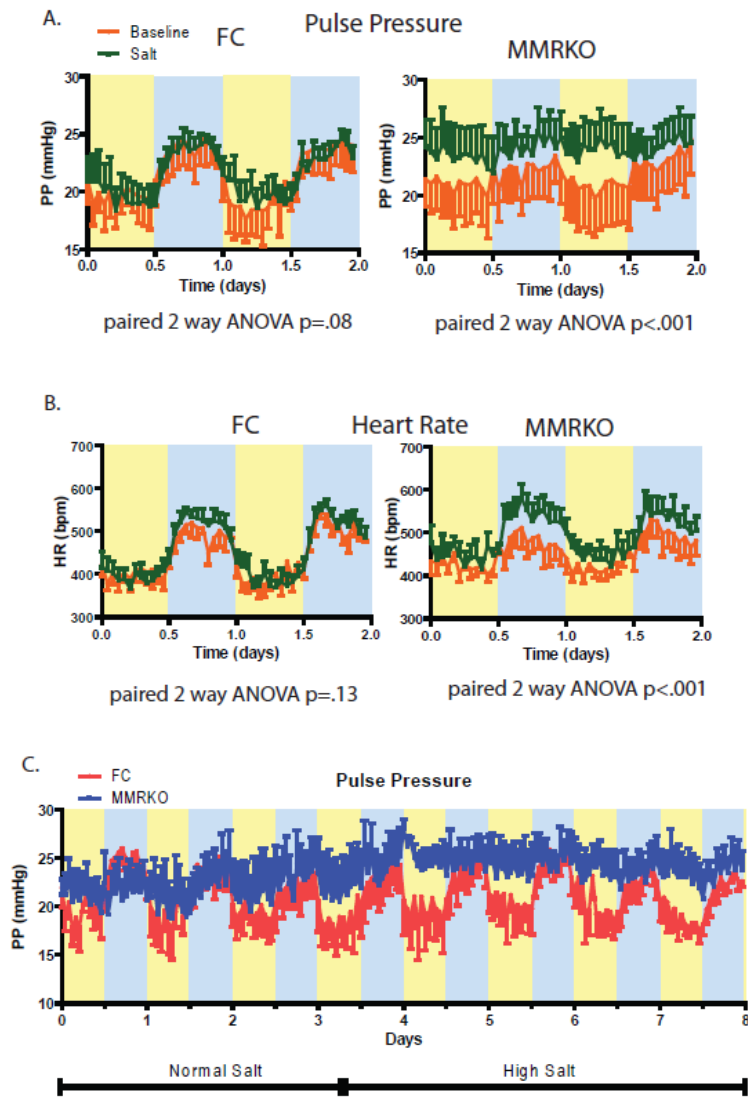 A.
Pulse Pressure
Baseline
Salt
FC
MMRKO
30
25
20
15
PP (mmHg)
0.0 0.5 1.0 1.5 2.0
Time (days)
30
25
20
15
PP (mmHg)
0.0 0.5 1.0 1.5 2.0
Time (days)
paired 2 way ANOVA p=.08
paired 2 way ANOVA p<.001
B.
FC
Heart Rate
MMRKO
700
600
500
400
300
HR (bpm)
0.0 0.5 1.0 1.5 2.0
Time (days)
700
600
500
400
300
HR (bpm)
0.0 0.5 1.0 1.5 2.0
Time (days)
paired 2 way ANOVA p=.13
paired 2 way ANOVA p<.001
C.
FC
MMRKO
Pulse Pressure
30
25
20
15
10
PP (mmHg)
0 1 2 3 4 5 6 7 8
Days
Normal Salt
High Salt